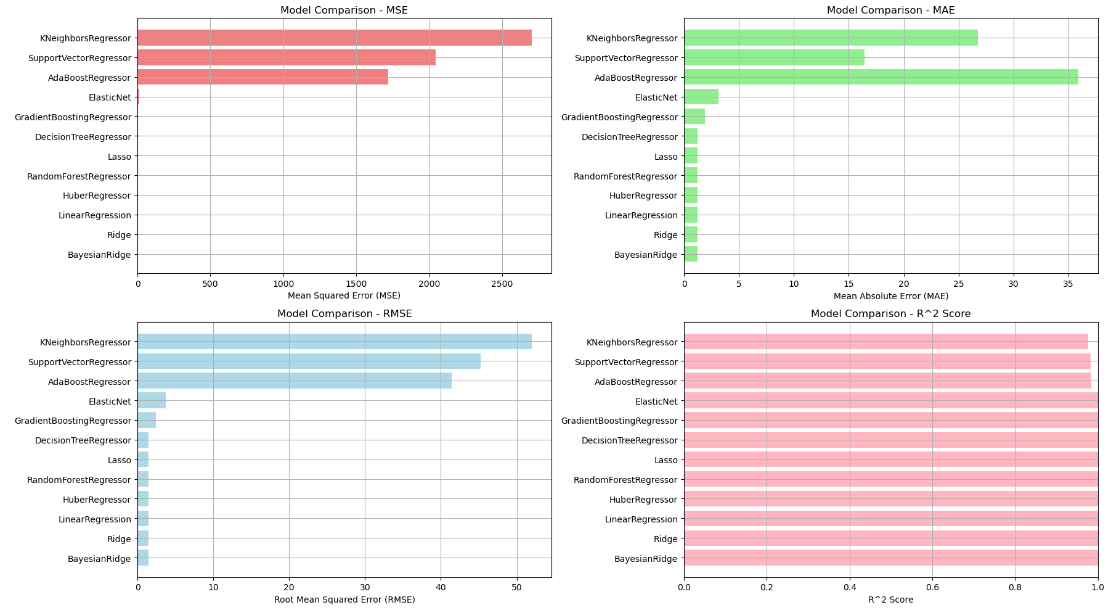 Model Comparison - MSE
KNeighborsRegressor
SupportVectorRegressor
AdaBoostRegressor
ElasticNet
GradientBoostingRegressor
DecisionTreeRegressor
Lasso
RandomForestRegressor
HuberRegressor
LinearRegression
Ridge
BayesianRidge
0 500 1000 1500 2000 2500
Mean Squared Error (MSE)
Model Comparison - MAE
KNeighborsRegressor
SupportVectorRegressor
AdaBoostRegressor
ElasticNet
GradientBoostingRegressor
DecisionTreeRegressor
Lasso
RandomForestRegressor
HuberRegressor
LinearRegression
Ridge
BayesianRidge
0 5 10 15 20 25 30 35
Mean Absolute Error (MAE)
Model Comparison - RMSE
KNeighborsRegressor
SupportVectorRegressor
AdaBoostRegressor
ElasticNet
GradientBoostingRegressor
DecisionTreeRegressor
Lasso
RandomForestRegressor
HuberRegressor
LinearRegression
Ridge
BayesianRidge
0 10 20 30 40 50
Root Mean Squared Error (RMSE)
Model Comparison - R^2 Score
KNeighborsRegressor
SupportVectorRegressor
AdaBoostRegressor
ElasticNet
GradientBoostingRegressor
DecisionTreeRegressor
Lasso
RandomForestRegressor
HuberRegressor
LinearRegression
Ridge
BayesianRidge
0.0 0.2 0.4 0.6 0.8 1.0
R^2 Score